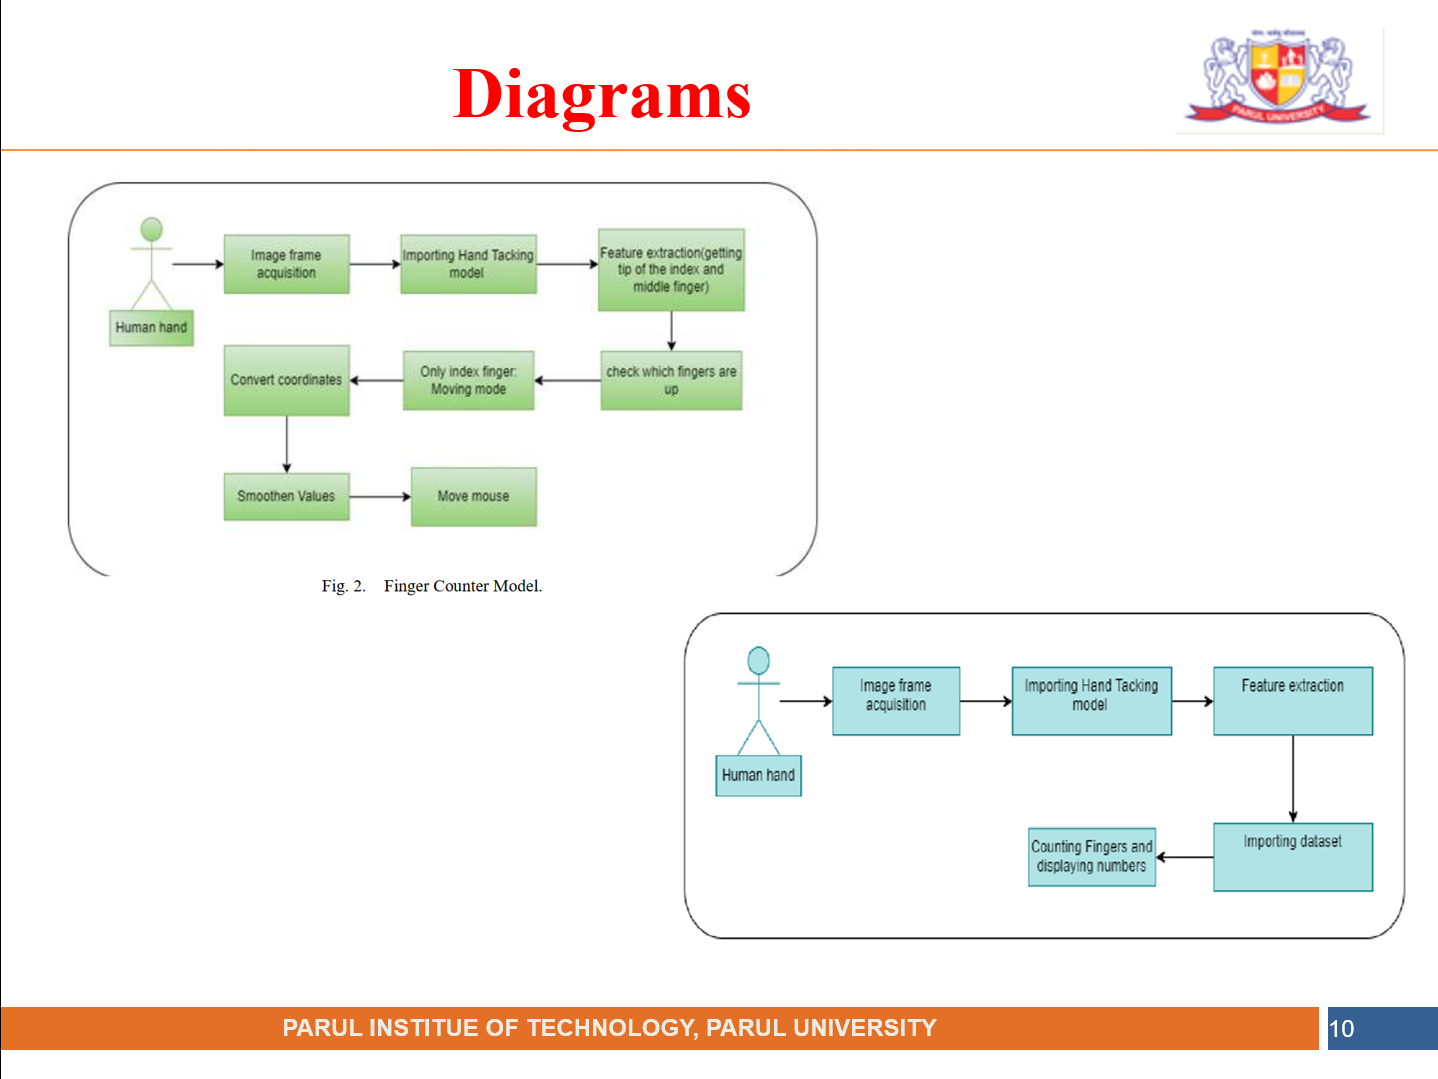 Diagrams
PARUL UNIVERSITY
Image frame
acquisition
Importing Hand Tacking
model
Feature extraction(getting
tip of the index and
middle finger)
Human hand
Convert coordinates
Only index finger:
Moving mode
check which fingers are
up
Smoothen Values
Move mouse
Fig. 2. Finger Counter Model.
Image frame
acquisition
Importing Hand Tacking
model
Feature extraction
Human hand
Counting Fingers and
displaying numbers
Importing dataset
PARUL INSTITUE OF TECHNOLOGY, PARUL UNIVERSITY
10